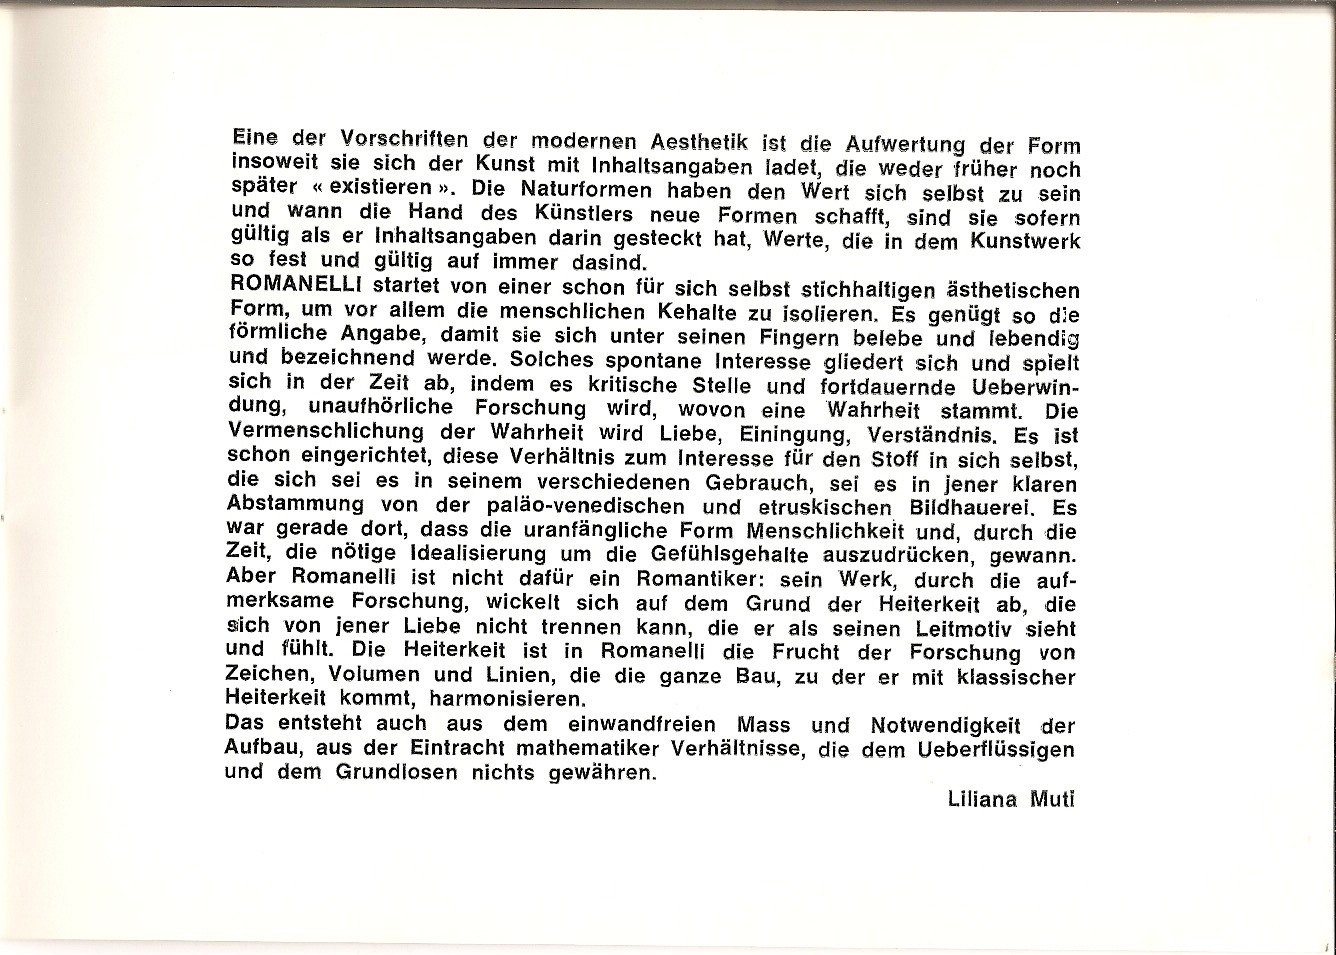 Eine der Vorschriften der modernen Aesthetik ist die Aufwertung der Form
insoweit sie sich der Kunst mit Inhaltsangaben ladet, die weder früher noch
später « existieren ». Die Naturformen haben den Wert sich selbst zu sein
und wann die Hand des Künstlers neue Formen schafft, sind sie sofern
gültig als er Inhaltsangaben darin gesteckt hat, Werte, die in dem Kunstwerk
so fest und gültig auf immer dasind.
ROMANELLI startet von einer schon für sich selbst stichhaltigen ästhetischen
Form, um vor allem die menschlichen Kehalte zu isolieren. Es genügt so die
förmliche Angabe, damit sie sich unter seinen Fingern belebe und lebendig
und bezeichnend werde. Solches spontane Interesse gliedert sich und spielt
sich in der Zeit ab, indem es kritische Stelle und fortdauernde Ueberwin-
dung, unaufhörliche Forschung wird, wovon eine Wahrheit stammt. Die
Vermenschlichung der Wahrheit wird Liebe, Einingung, Verständnis. Es ist
schon eingerichtet, diese Verhältnis zum Interesse für den Stoff in sich selbst,
die sich sei es in seinem verschiedenen Gebrauch, sei es in jener klaren
Abstammung von der paläo-venedischen und etruskischen Bildhauerei. Es
war gerade dort, dass die uranfängliche Form Menschlichkeit und, durch die
Zeit, die nötige Idealisierung um die Gefühlsgehalte auszudrücken, gewann.
Aber Romanelli ist nicht dafür ein Romantiker: sein Werk, durch die auf-
merksame Forschung, wickelt sich auf dem Grund der Heiterkeit ab, die
sich von jener Liebe nicht trennen kann, die er als seinen Leitmotiv sieht
und fühlt. Die Heiterkeit ist in Romanelli die Frucht der Forschung von
Zeichen, Volumen und Linien, die die ganze Bau, zu der er mit klassischer
Heiterkeit kommt, harmonisieren.
Das entsteht auch aus dem einwandfreien Mass und Notwendigkeit der
Aufbau, aus der Eintracht mathematiker Verhältnisse, die dem Ueberflüssigen
und dem Grundlosen nichts gewähren.
Liliana Muti